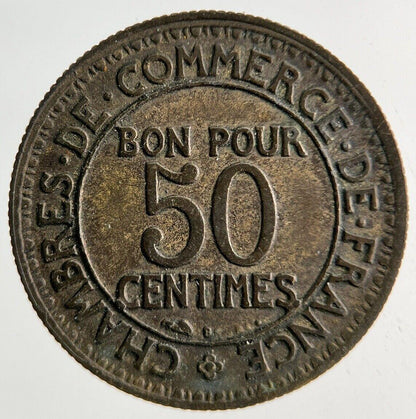 CHAMBRES·DE·COMMERCE·DE·FRANCE
BON POUR
50
CENTIMES